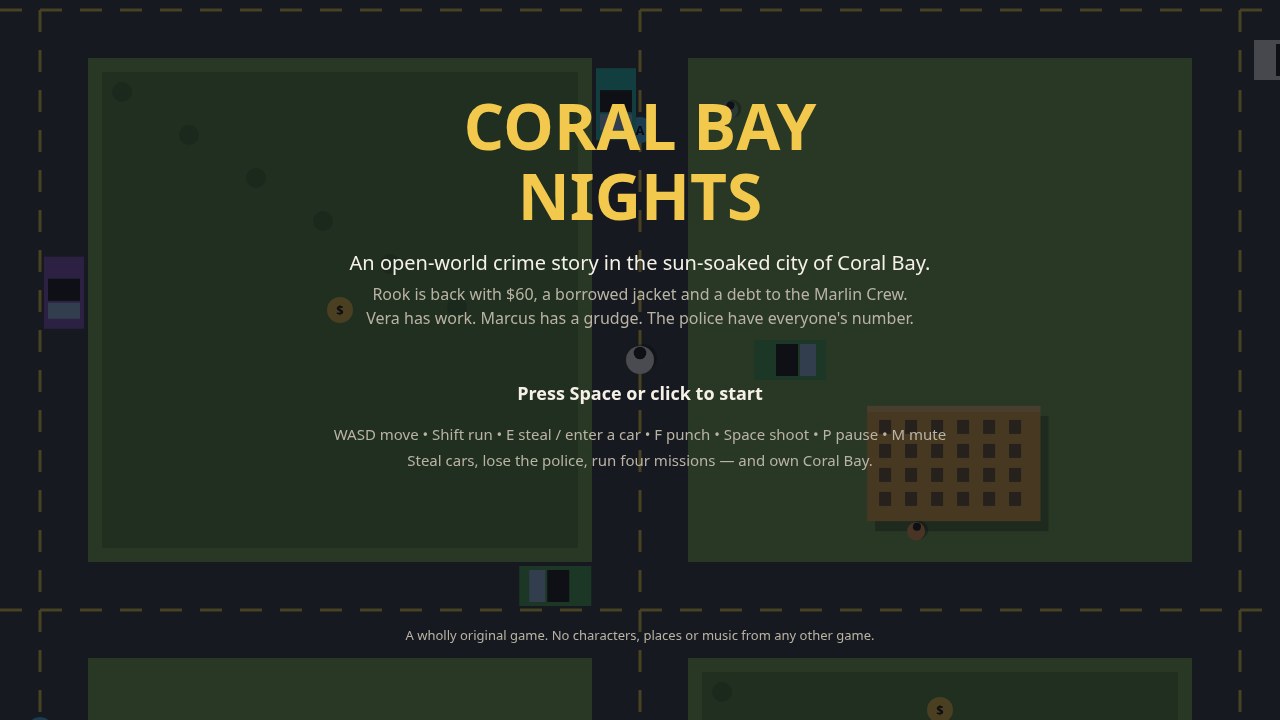 CORAL BAY
NIGHTS
An open-world crime story in the sun-soaked city of Coral Bay.
Rook is back with $60, a borrowed jacket and a debt to the Marlin Crew.
$
Vera has work. Marcus has a grudge. The police have everyone's number.
Press Space or click to start
WASD move • Shift run • E steal / enter a car • F punch • Space shoot • P pause • M mute
Steal cars, lose the police, run four missions — and own Coral Bay.
A wholly original game. No characters, places or music from any other game.
$